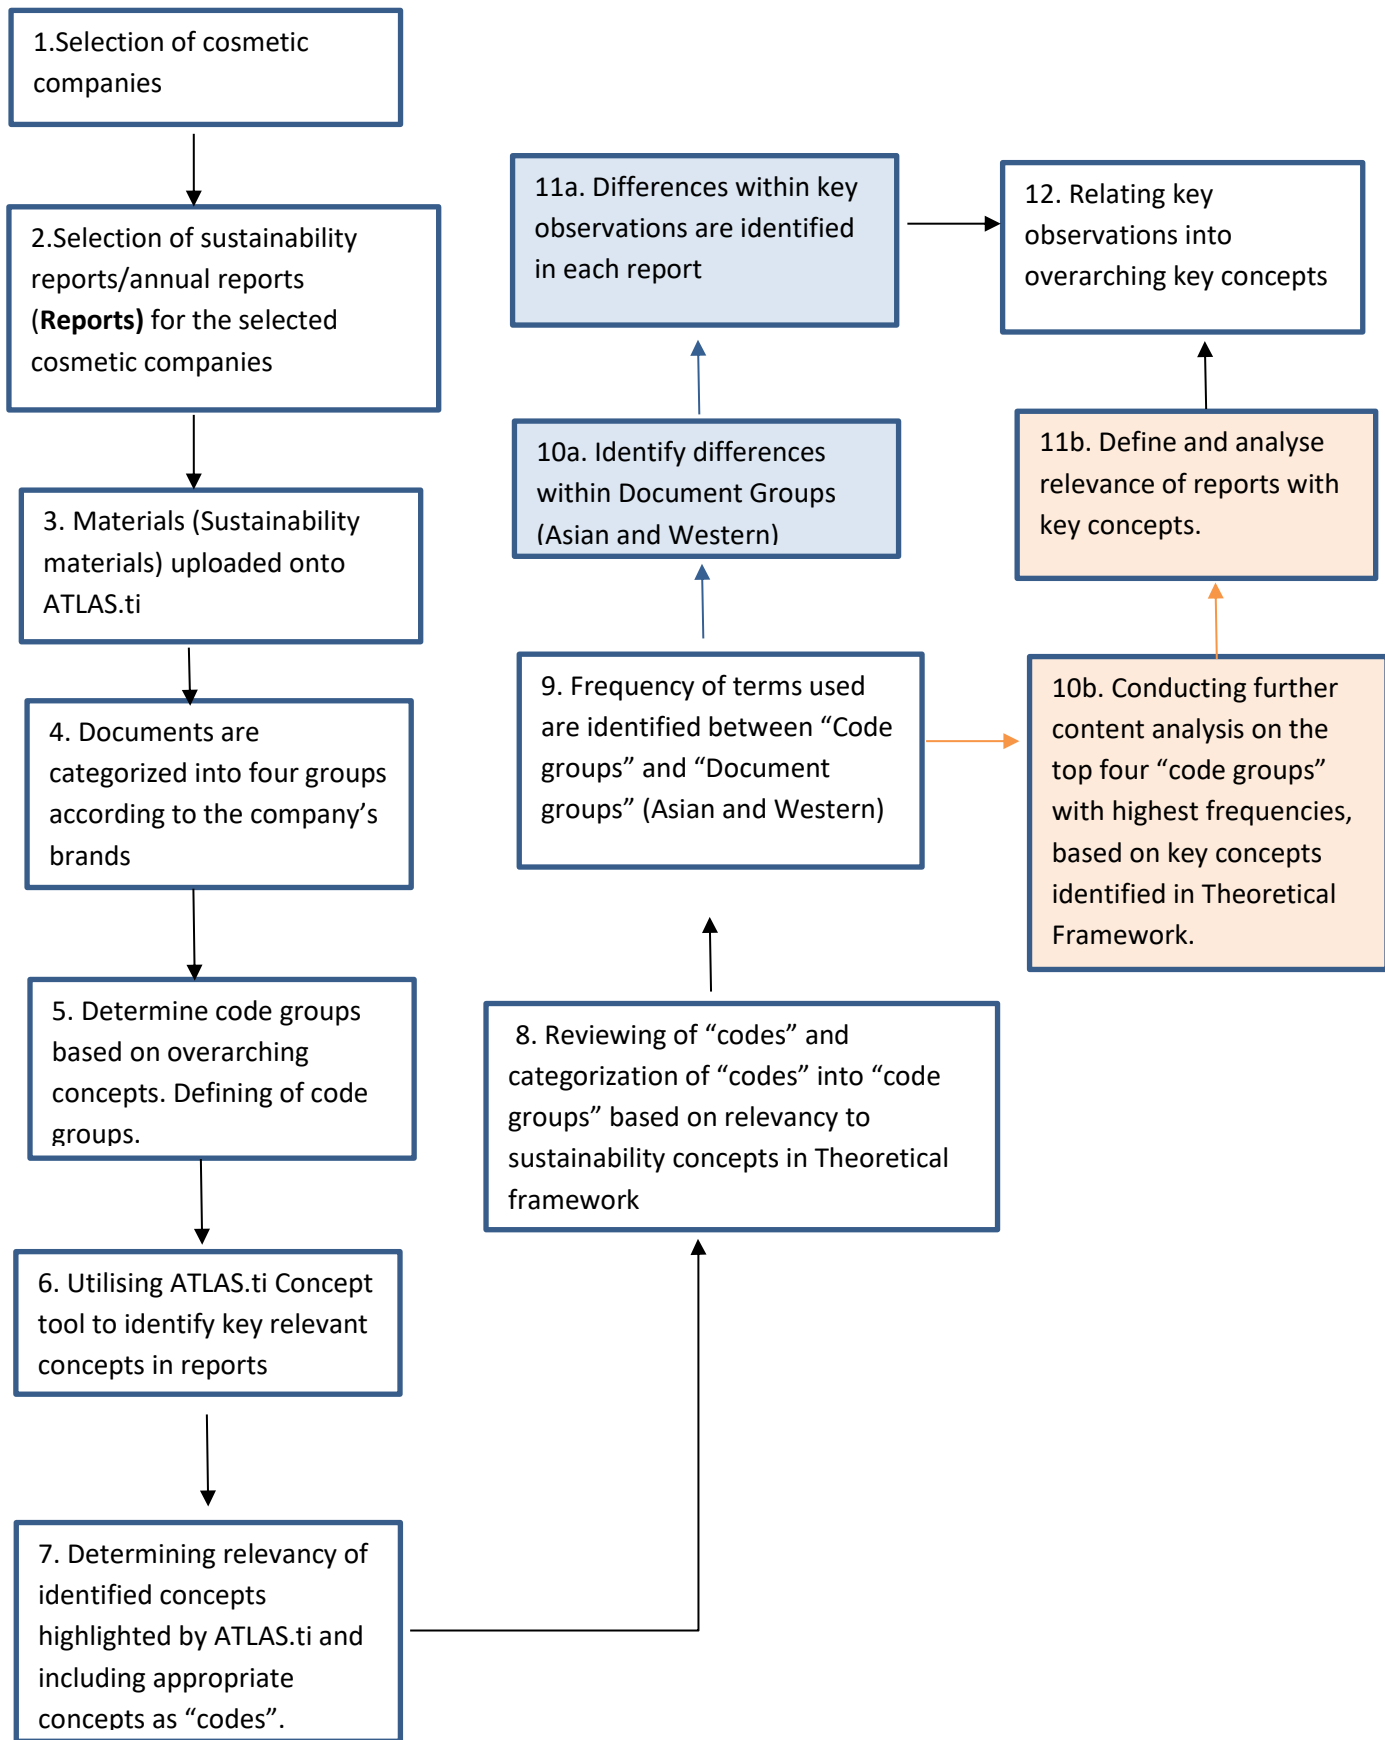 1.Selection of cosmetic
companies
2.Selection of sustainability
reports/annual reports
(Reports) for the selected
cosmetic companies
3. Materials (Sustainability
materials) uploaded onto
ATLAS.ti
4. Documents are
categorized into four groups
according to the company’s
brands
5. Determine code groups
based on overarching
concepts. Defining of code
groups.
6. Utilising ATLAS.ti Concept
tool to identify key relevant
concepts in reports
7. Determining relevancy of
identified concepts
highlighted by ATLAS.ti and
including appropriate
concepts as “codes”.
8. Reviewing of “codes” and
categorization of “codes” into “code
groups” based on relevancy to
sustainability concepts in Theoretical
framework
9. Frequency of terms used
are identified between “Code
groups” and “Document
groups” (Asian and Western)
10a. Identify differences
within Document Groups
(Asian and Western)
11a. Differences within key
observations are identified
in each report
10b. Conducting further
content analysis on the
top four “code groups”
with highest frequencies,
based on key concepts
identified in Theoretical
Framework.
11b. Define and analyse
relevance of reports with
key concepts.
12. Relating key
observations into
overarching key concepts